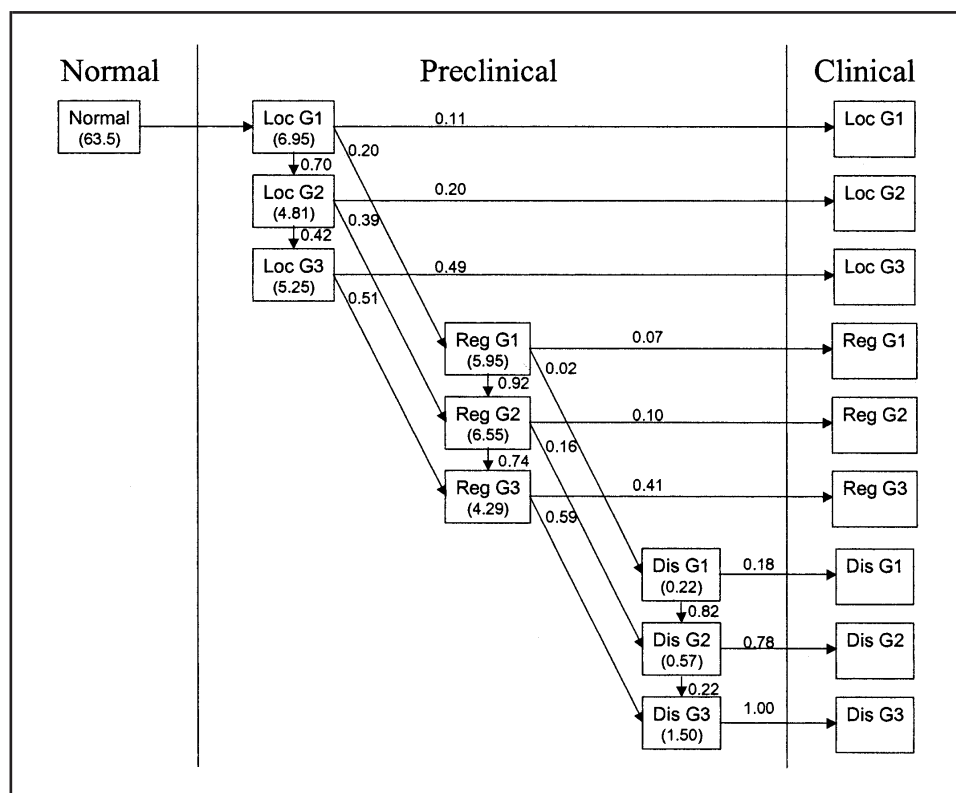 Normal
Preclinical
Clinical
Normal
(63.5)
Loc G1
(6.95)
0.11
Loc G1
0.20
0.70
Loc G2
(4.81)
0.20
Loc G2
0.39
0.42
Loc G3
(5.25)
0.49
Loc G3
0.51
Reg G1
(5.95)
0.07
Reg G1
0.02
0.92
Reg G2
(6.55)
0.10
Reg G2
0.16
0.74
Reg G3
(4.29)
0.41
Reg G3
0.59
Dis G1
(0.22)
0.18
Dis G1
0.82
Dis G2
(0.57)
0.78
Dis G2
0.22
Dis G3
(1.50)
1.00
Dis G3